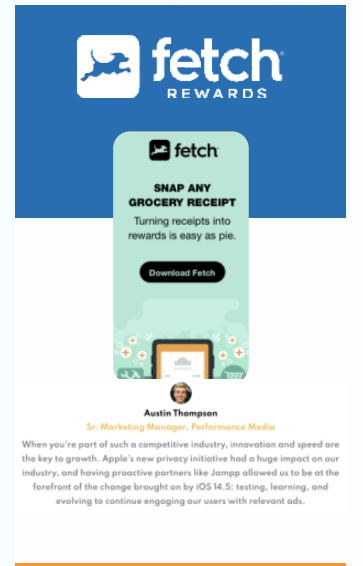 fetch
REWARDS
fetch
SNAP ANY
GROCERY RECEIPT
Turning receipts into
rewards is easy as pie.
Download Fetch
Austin Thompson
Sr. Marketing Manager, Performance Media
When you're part of such a competitive industry, innovation and speed are
the key to growth. Apple's new privacy initiative had a huge impact on our
industry, and having proactive partners like Jampp allowed us to be at the
forefront of the change brought on by iOS 14.5: testing, learning, and
evolving to continue engaging our users with relevant ads.